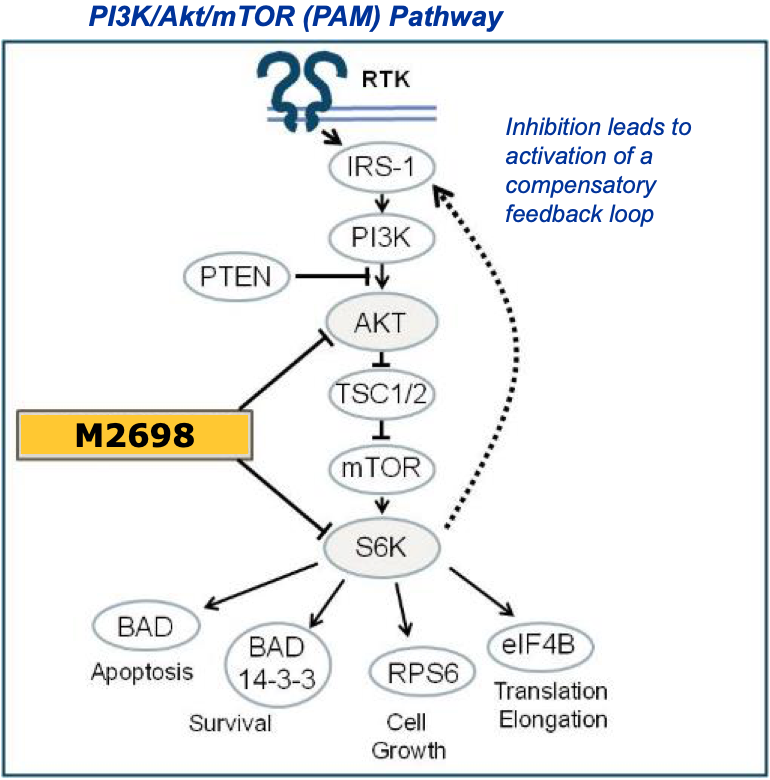 PI3K/Akt/mTOR (PAM) Pathway
RTK
Inhibition leads to
activation of a
compensatory
feedback loop
IRS-1
PI3K
PTEN
AKT
TSC1/2
M2698
mTOR
S6K
BAD
Apoptosis
BAD
14-3-3
Survival
RPS6
Cell
Growth
eIF4B
Translation
Elongation